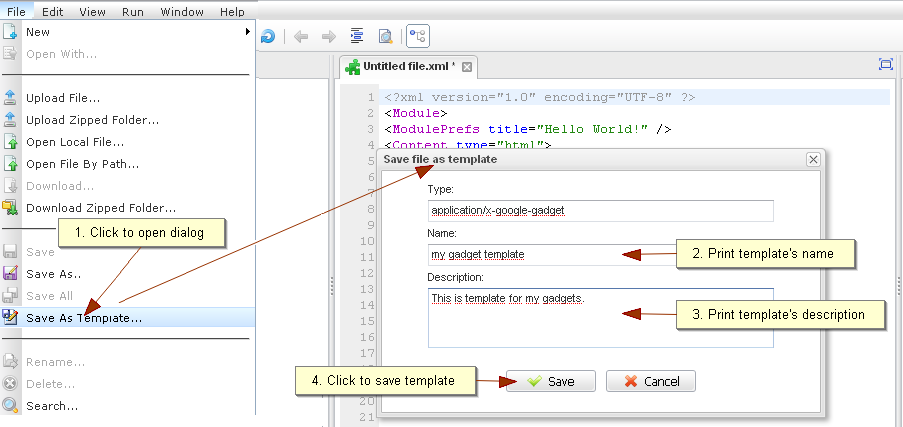 File Edit View Run Window Help
New
Open With...
Upload File...
Upload Zipped Folder...
Open Local File...
Open File By Path...
Download...
Download Zipped Folder...
1. Click to open dialog
Save
Save As..
Save All
Save As Template...
Rename...
Delete...
Search...
Untitled file.xml *
1 <?xml version="1.0" encoding="UTF-8" ?>
2 <Module>
3 <ModulePrefs title="Hello World!" />
4 <Content type="html">
5
6
7
8
9
10
11
12
13
14
15
16
17
20
21
Save file as template
Type:
application/x-google-gadget
Name:
my gadget template
2. Print template's name
Description:
This is template for my gadgets.
3. Print template's description
4. Click to save template
Save
Cancel